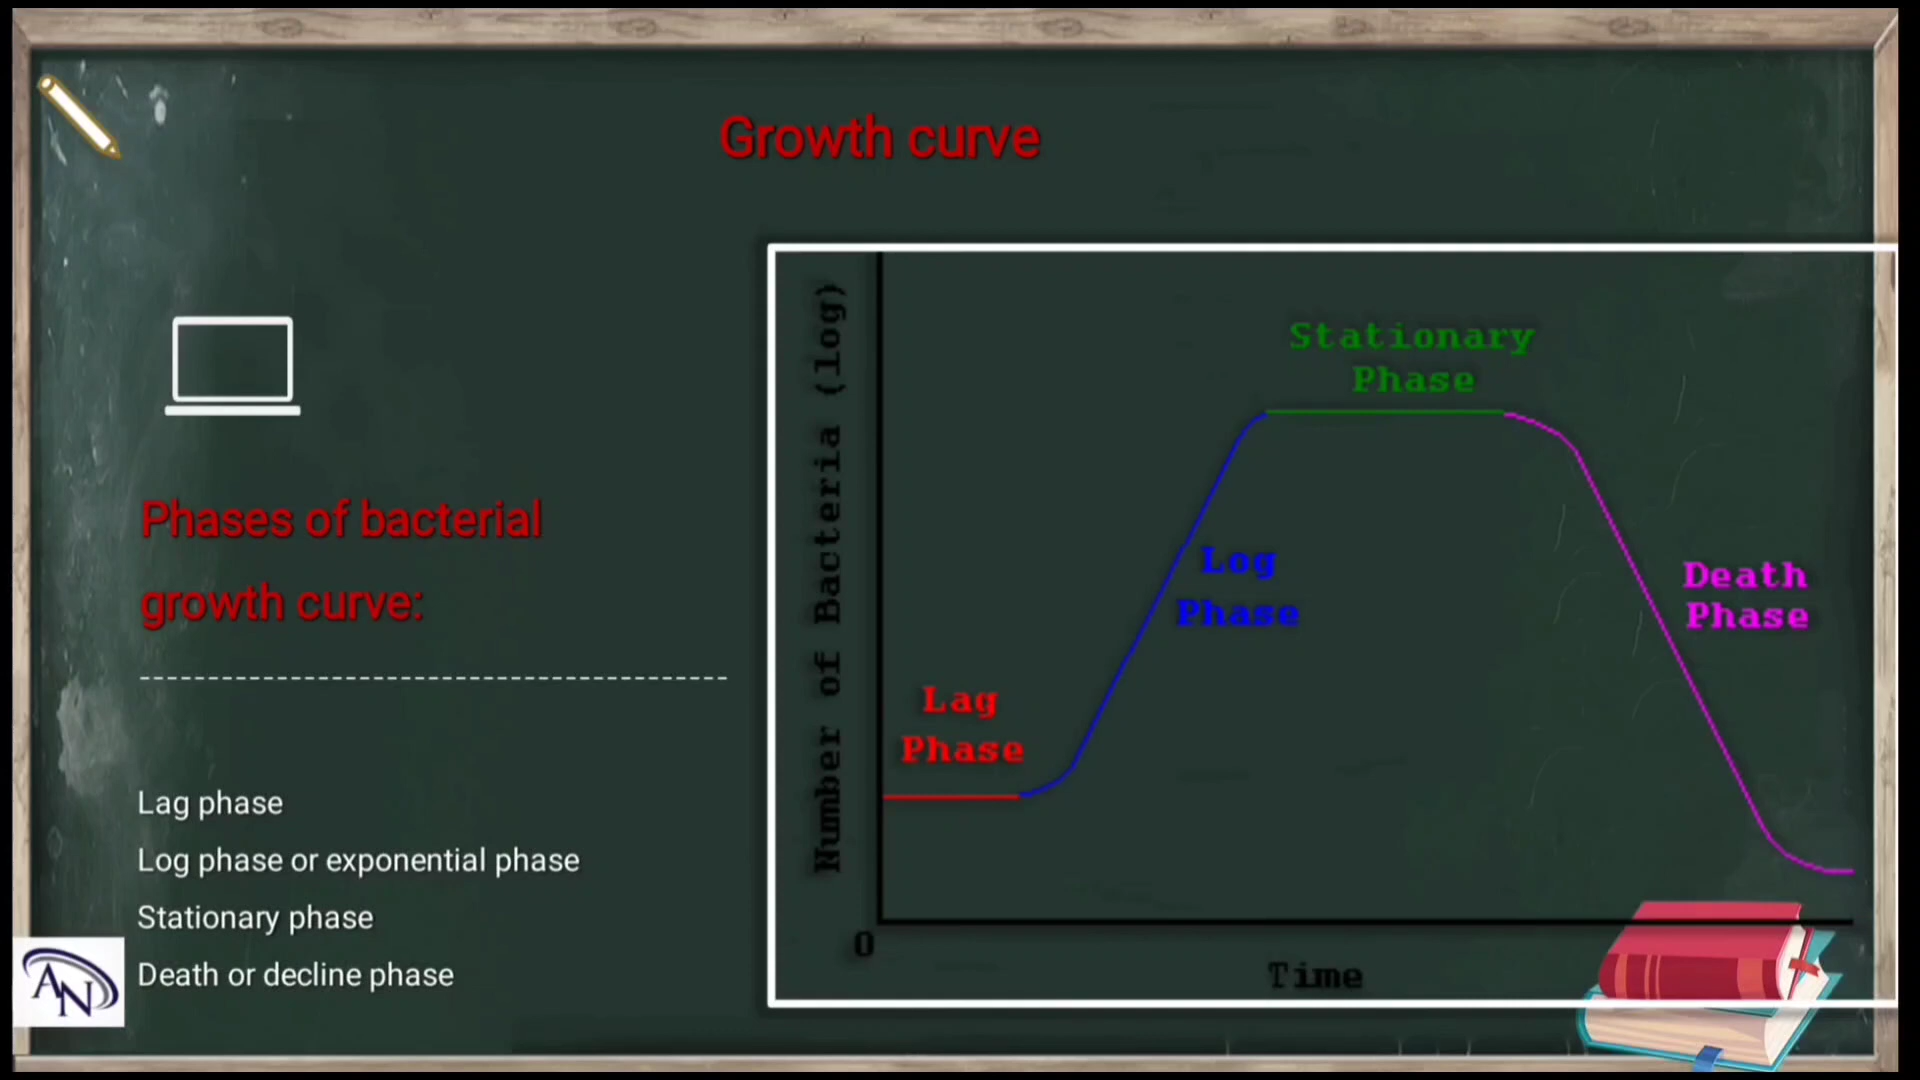 Growth curve
Phases of bacterial
growth curve:
Lag phase
Log phase or exponential phase
Stationary phase
Death or decline phase
AN
Number of Bacteria (log)
Stationary
Phase
Log
Phase
Death
Phase
Lag
Phase
0
Time